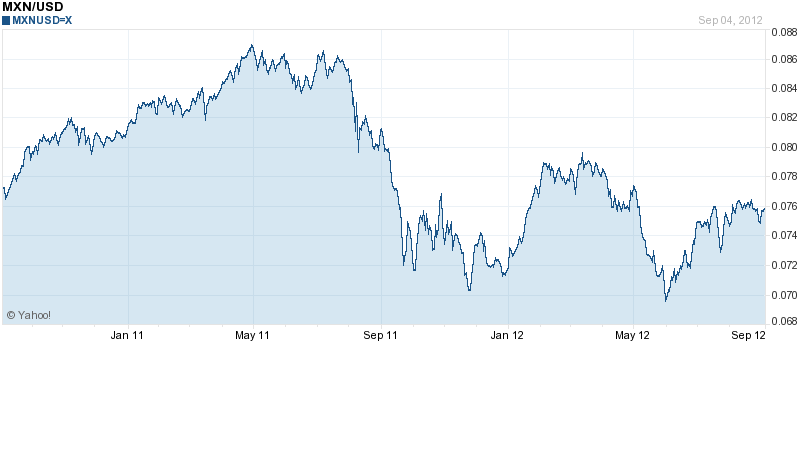 MXN/USD
MXNUSD=X
Sep 04, 2012
0.088
0.086
0.084
0.082
0.080
0.078
0.076
0.074
0.072
0.070
0.068
© Yahoo!
Jan 11 May 11 Sep 11 Jan 12 May 12 Sep 12